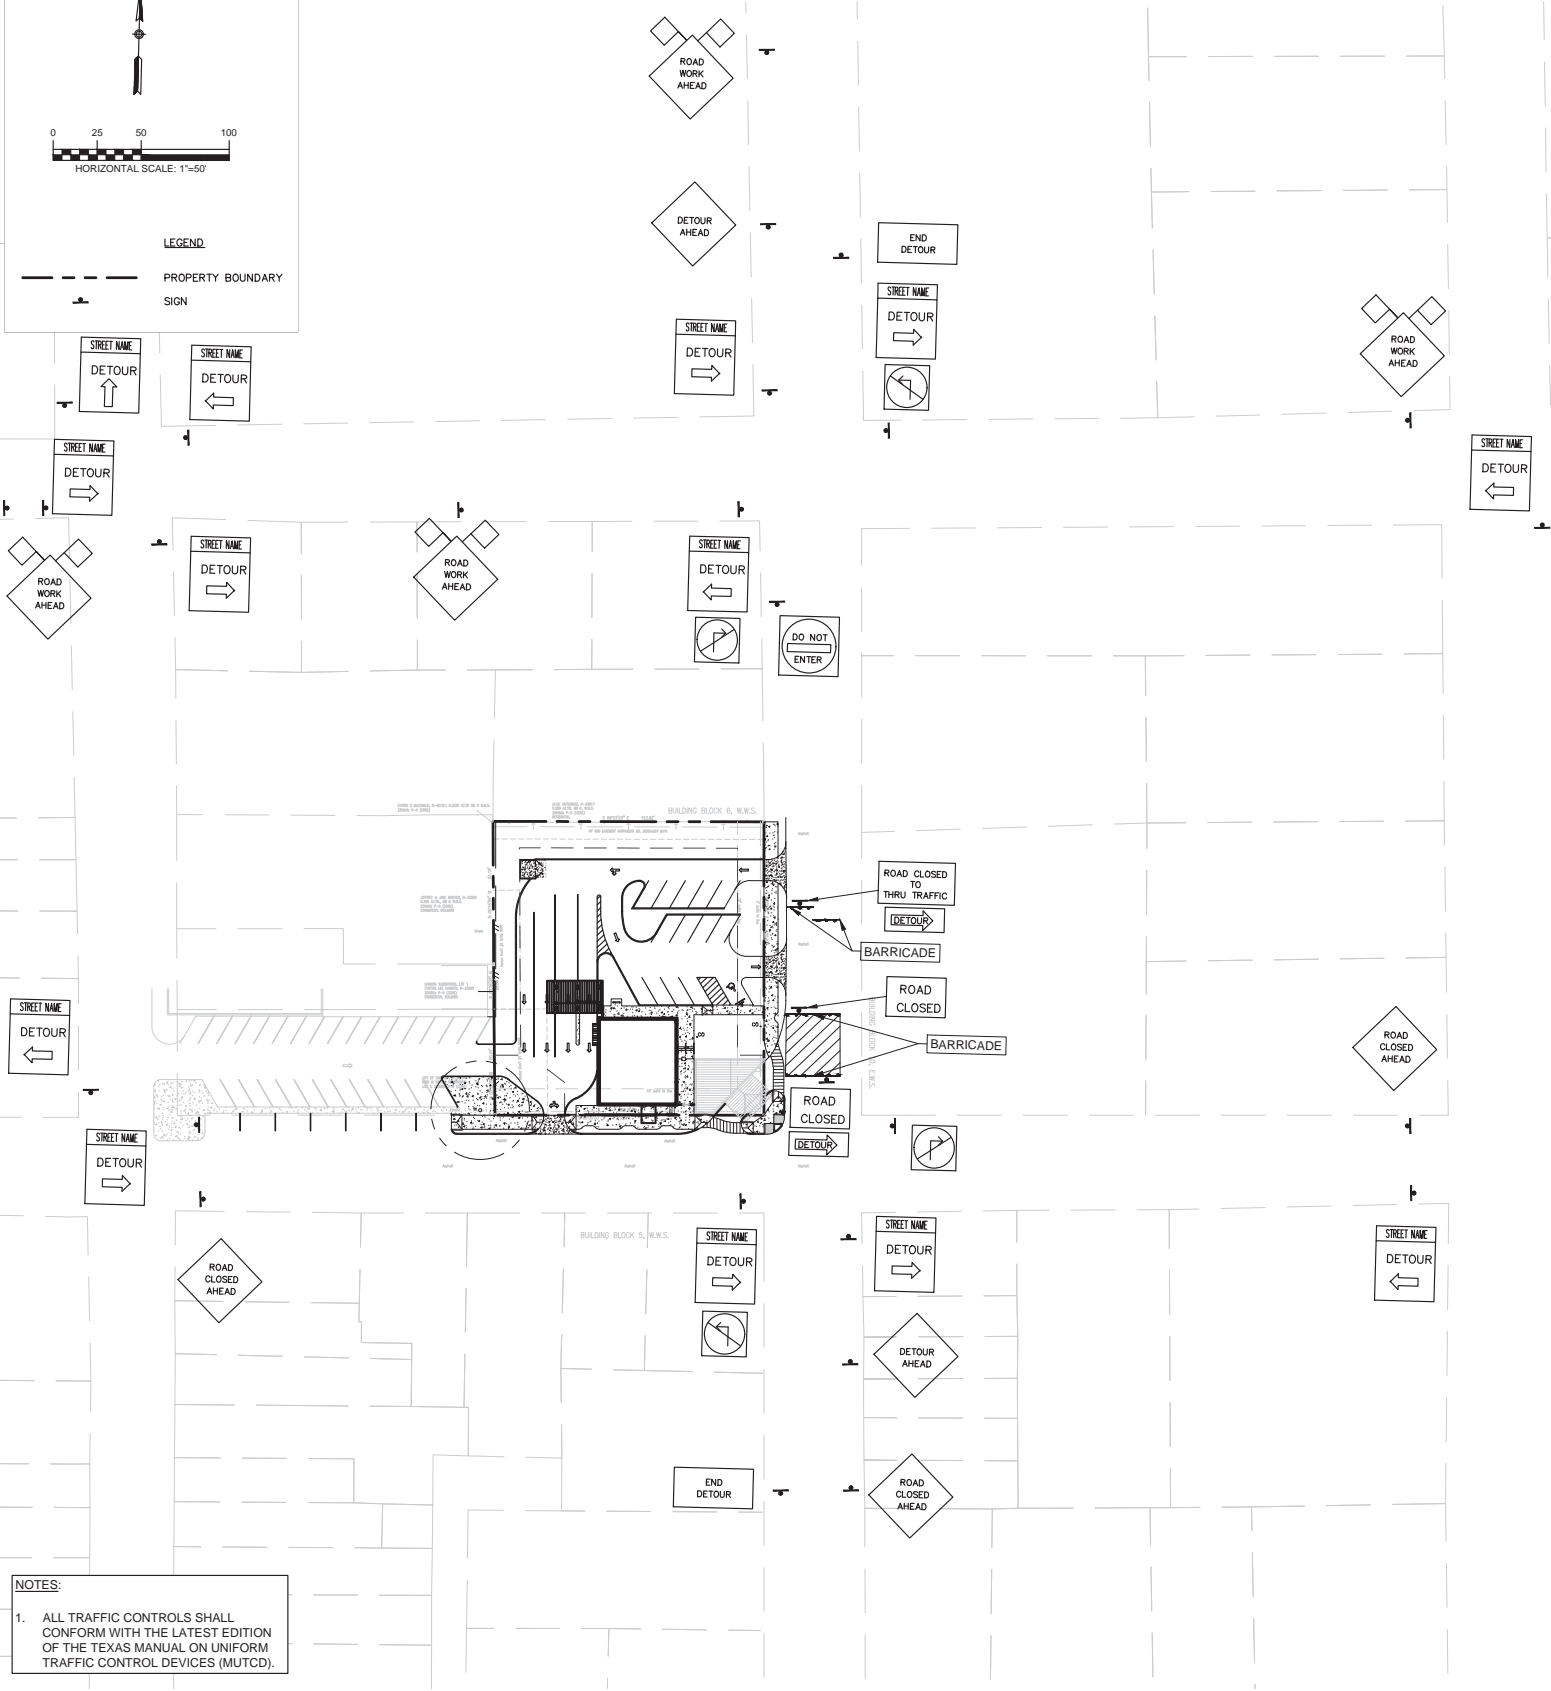 0 25 50 100
HORIZONTAL SCALE: 1"=50'
LEGEND
PROPERTY BOUNDARY
SIGN
ROAD
WORK
AHEAD
DETOUR
AHEAD
END
DETOUR
STREET NAME
DETOUR
STREET NAME
DETOUR
STREET NAME
DETOUR
STREET NAME
DETOUR
ROAD
WORK
AHEAD
STREET NAME
DETOUR
STREET NAME
DETOUR
ROAD
WORK
AHEAD
STREET NAME
DETOUR
ROAD
WORK
AHEAD
STREET NAME
DETOUR
DO NOT
ENTER
BUILDING BLOCK 6, W.W.S.
ROAD CLOSED
TO
THRU TRAFFIC
DETOUR
BARRICADE
ROAD
CLOSED
BARRICADE
STREET NAME
DETOUR
ROAD
CLOSED
AHEAD
ROAD
CLOSED
DETOUR
STREET NAME
DETOUR
Asphalt
Asphalt
Asphalt
BUILDING BLOCK 5, W.W.S.
ROAD
CLOSED
AHEAD
STREET NAME
DETOUR
STREET NAME
DETOUR
STREET NAME
DETOUR
DETOUR
AHEAD
END
DETOUR
ROAD
CLOSED
AHEAD
NOTES:
1. ALL TRAFFIC CONTROLS SHALL
CONFORM WITH THE LATEST EDITION
OF THE TEXAS MANUAL ON UNIFORM
TRAFFIC CONTROL DEVICES (MUTCD).